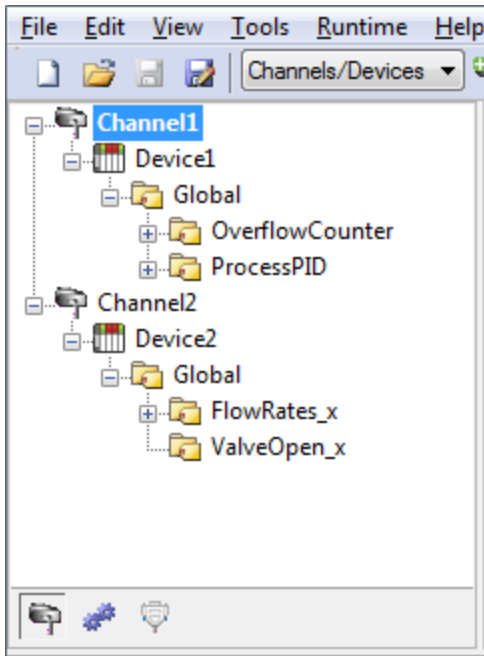 File Edit View Tools Runtime Help
Channels/Devices
Channel1
Device1
Global
OverflowCounter
ProcessPID
Channel2
Device2
Global
FlowRates_x
ValveOpen_x